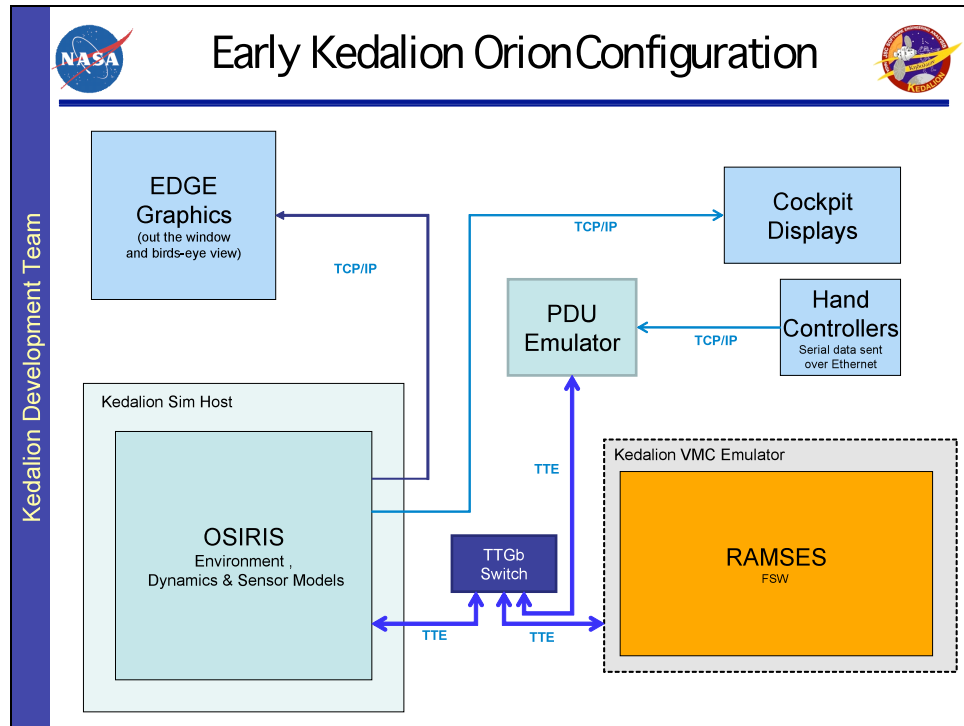 Early Kedalion Orion Configuration
NASA
KEDALION
Kedalion Development Team
EDGE
Graphics
(out the window
and birds-eye view)
TCP/IP
TCP/IP
Cockpit
Displays
PDU
Emulator
TCP/IP
Hand
Controllers
Serial data sent
over Ethernet
Kedalion Sim Host
OSIRIS
Environment ,
Dynamics & Sensor Models
TTE
TTGb
Switch
TTE
TTE
Kedalion VMC Emulator
RAMSES
FSW